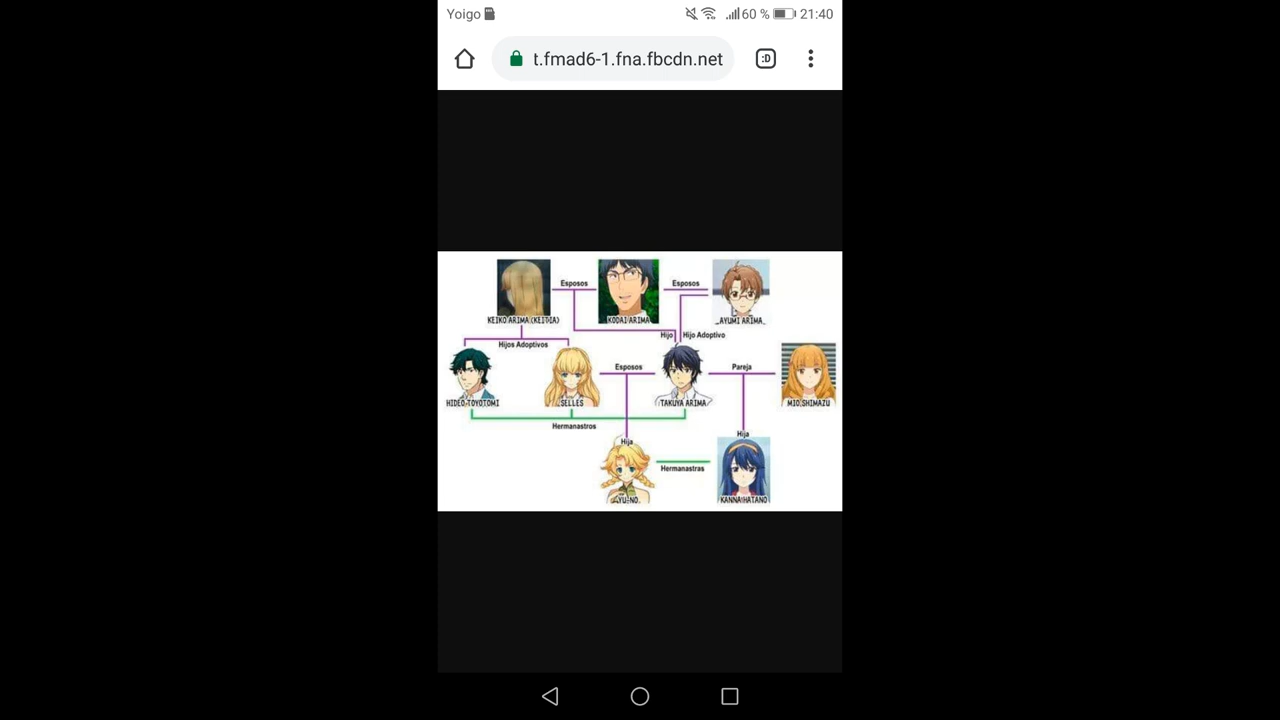 Yoigo 60 % 21:40
t.fmad6-1.fna.fbcdn.net
:D
Esposos Esposos
KEIKO ARIMA (KEITIA) KODAI ARIMA AYUMI ARIMA
Hijo Hijo Adoptivo
Hijos Adoptivos
Esposos Pareja
HIDEO TOYOTOMI SELLES TAKUYA ARIMA MIO SHIMAZU
Hermanastros
Hija Hija
Hermanastras
YU-NO KANNA HATANO